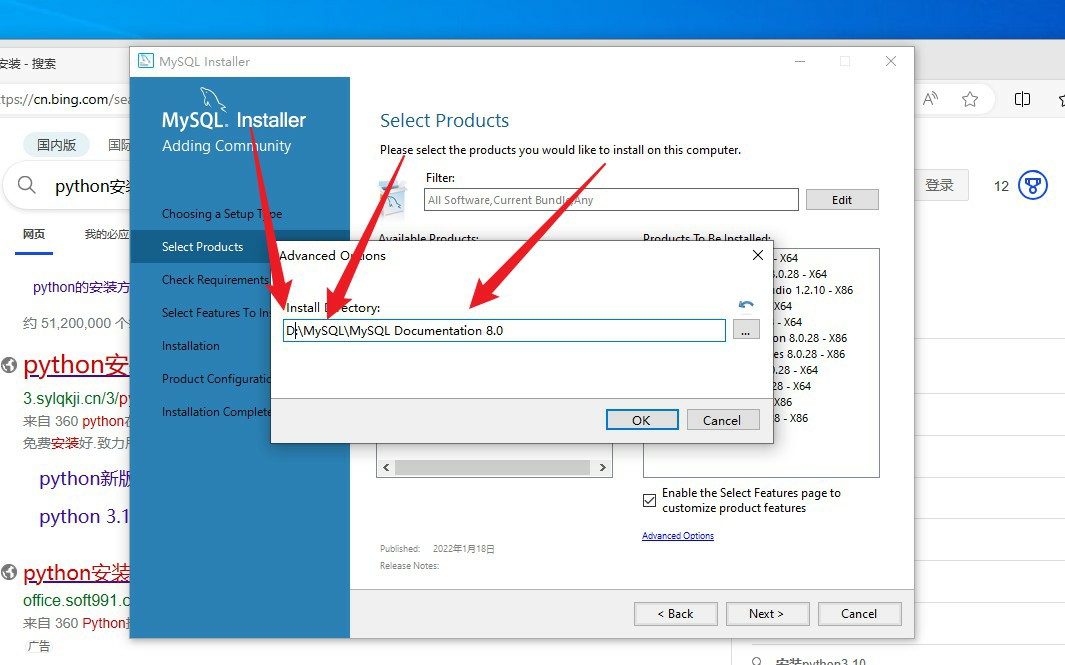 安装 - 搜索
MySQL Installer
ttps://cn.bing.com/sea
国内版
国际
python安装
登录
12
网页
我的必应
python的安装方
约 51,200,000 个
python安
3.sylqkji.cn/3/py
来自 360 python在
免费安装好.致力
python新版
python 3.1
python安装
office.soft991.c
来自 360 Python
广告
安装python3.10
MySQL. Installer
Adding Community
Choosing a Setup Type
Select Products
Check Requirements
Select Features To Ins
Installation
Product Configuratio
Installation Complete
Select Products
Please select the products you would like to install on this computer.
Filter:
All Software,Current Bundle,Any
Edit
Available Products:
Products To Be Installed:
- X64
8.0.28 - X64
udio 1.2.10 - X86
X64
- X64
on 8.0.28 - X86
es 8.0.28 - X86
0.28 - X64
28 - X64
X86
8 - X86
Advanced Options
Install Directory:
D:\MySQL\MySQL Documentation 8.0
...
OK
Cancel
Enable the Select Features page to
customize product features
Advanced Options
Published: 2022年1月18日
Release Notes:
< Back
Next >
Cancel